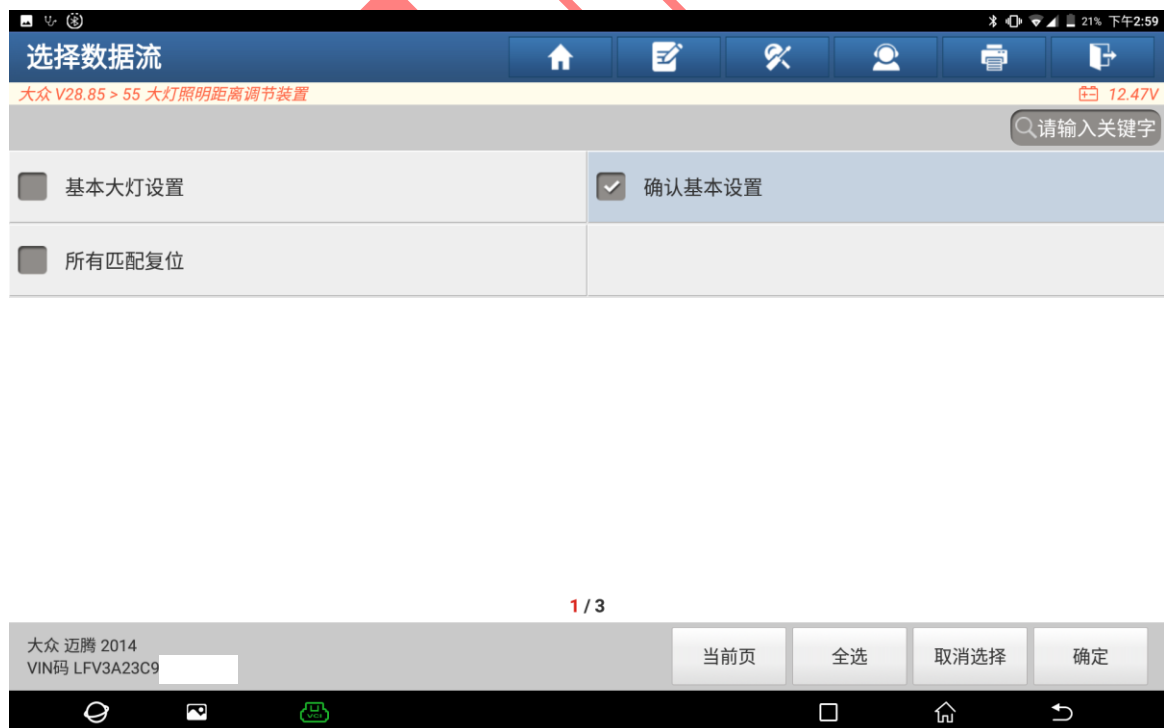 21% 下午2:59
选择数据流
大众 V28.85 > 55 大灯照明距离调节装置
12.47V
请输入关键字
基本大灯设置
确认基本设置
所有匹配复位
1 / 3
大众 迈腾 2014
VIN码 LFV3A23C9
当前页
全选
取消选择
确定
VCI